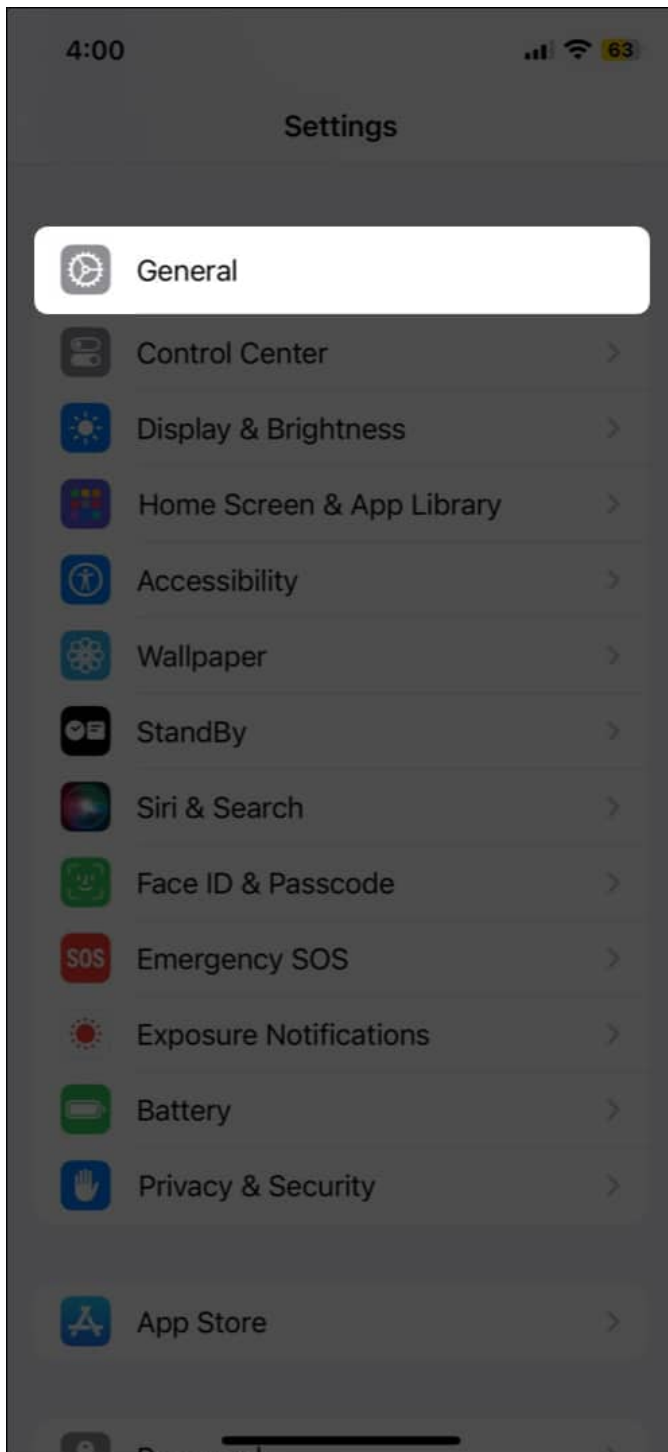 4:00
63
Settings
General
Control Center
Display & Brightness
Home Screen & App Library
Accessibility
Wallpaper
StandBy
Siri & Search
Face ID & Passcode
SOS
Emergency SOS
Exposure Notifications
Battery
Privacy & Security
App Store